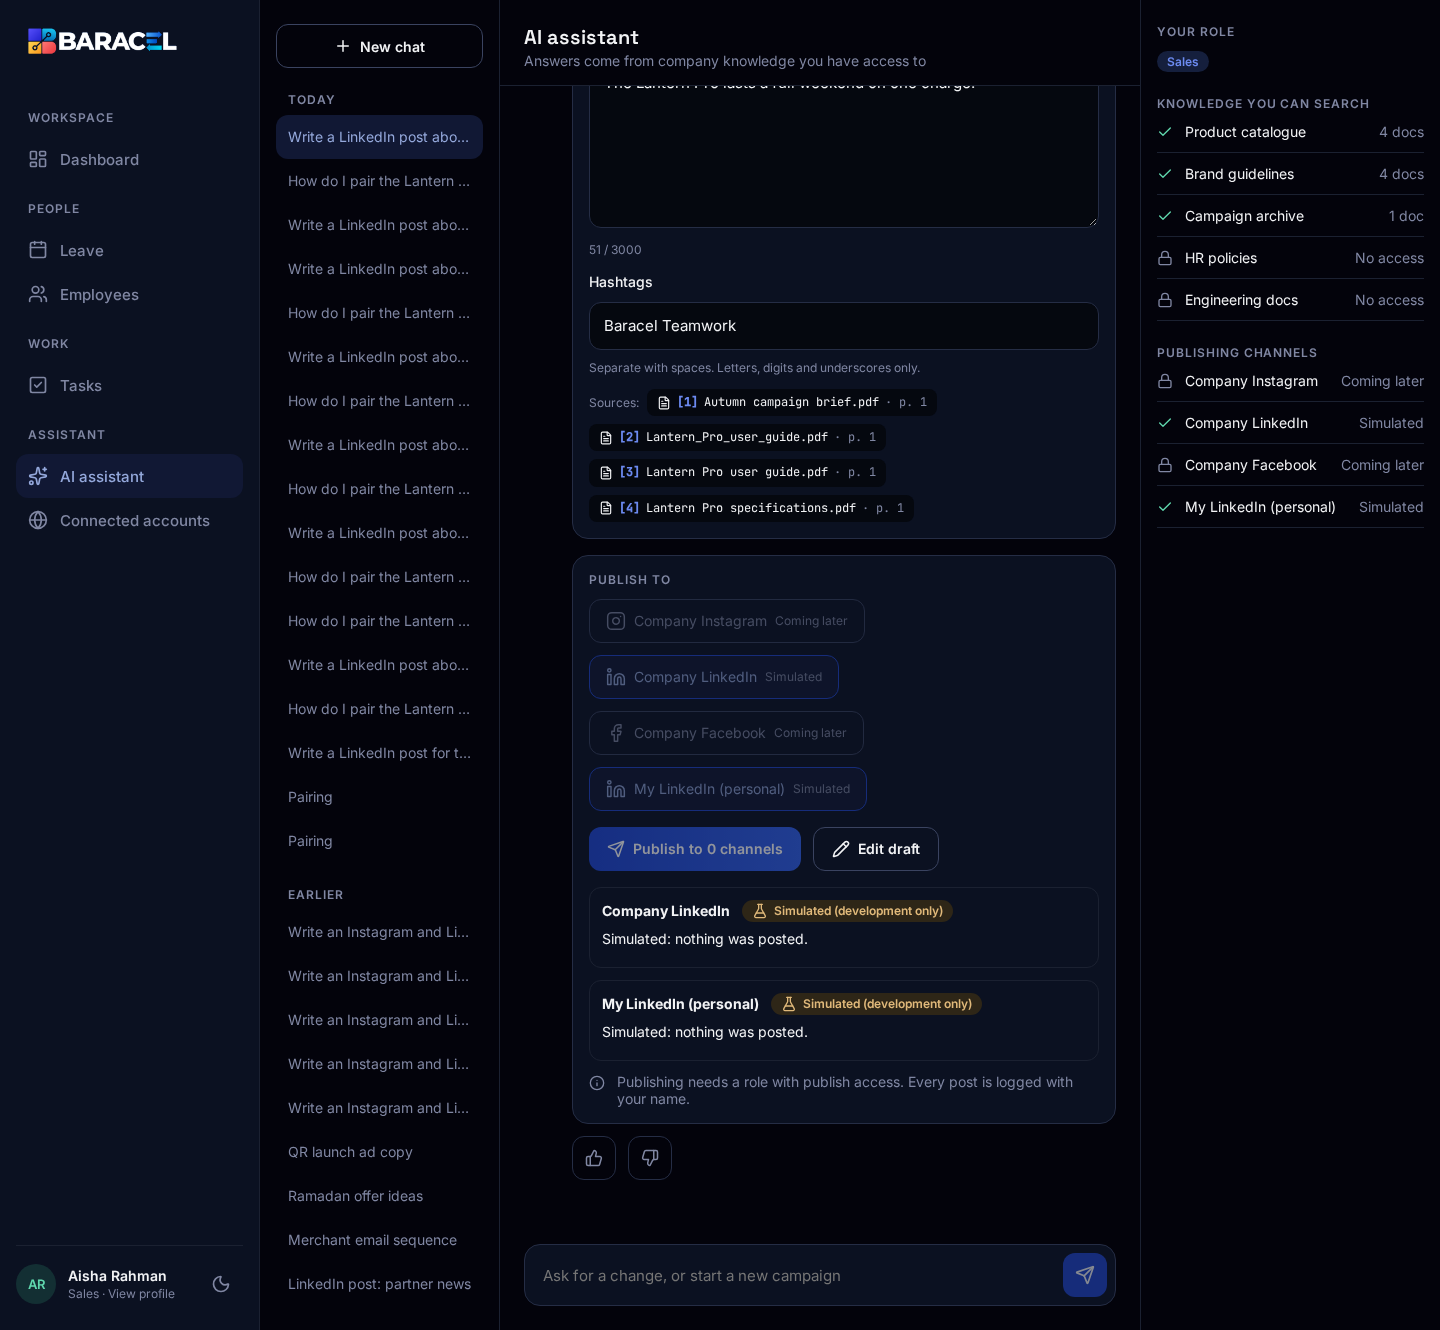 BARACEL
WORKSPACE
Dashboard
PEOPLE
Leave
Employees
WORK
Tasks
ASSISTANT
AI assistant
Connected accounts
AR
Aisha Rahman
Sales · View profile
New chat
TODAY
Write a LinkedIn post abo...
How do I pair the Lantern ...
Write a LinkedIn post abo...
Write a LinkedIn post abo...
How do I pair the Lantern ...
Write a LinkedIn post abo...
How do I pair the Lantern ...
Write a LinkedIn post abo...
How do I pair the Lantern ...
Write a LinkedIn post abo...
How do I pair the Lantern ...
How do I pair the Lantern ...
Write a LinkedIn post abo...
How do I pair the Lantern ...
Write a LinkedIn post for t...
Pairing
Pairing
EARLIER
Write an Instagram and Li...
Write an Instagram and Li...
Write an Instagram and Li...
Write an Instagram and Li...
Write an Instagram and Li...
QR launch ad copy
Ramadan offer ideas
Merchant email sequence
LinkedIn post: partner news
AI assistant
Answers come from company knowledge you have access to
The Lantern Pro lasts a full weekend on one charge.
51 / 3000
Hashtags
Baracel Teamwork
Separate with spaces. Letters, digits and underscores only.
Sources: [1] Autumn campaign brief.pdf · p. 1
[2] Lantern_Pro_user_guide.pdf · p. 1
[3] Lantern Pro user guide.pdf · p. 1
[4] Lantern Pro specifications.pdf · p. 1
PUBLISH TO
Company Instagram Coming later
Company LinkedIn Simulated
Company Facebook Coming later
My LinkedIn (personal) Simulated
Publish to 0 channels
Edit draft
Company LinkedIn Simulated (development only)
Simulated: nothing was posted.
My LinkedIn (personal) Simulated (development only)
Simulated: nothing was posted.
Publishing needs a role with publish access. Every post is logged with
your name.
Ask for a change, or start a new campaign
YOUR ROLE
Sales
KNOWLEDGE YOU CAN SEARCH
Product catalogue 4 docs
Brand guidelines 4 docs
Campaign archive 1 doc
HR policies No access
Engineering docs No access
PUBLISHING CHANNELS
Company Instagram Coming later
Company LinkedIn Simulated
Company Facebook Coming later
My LinkedIn (personal) Simulated